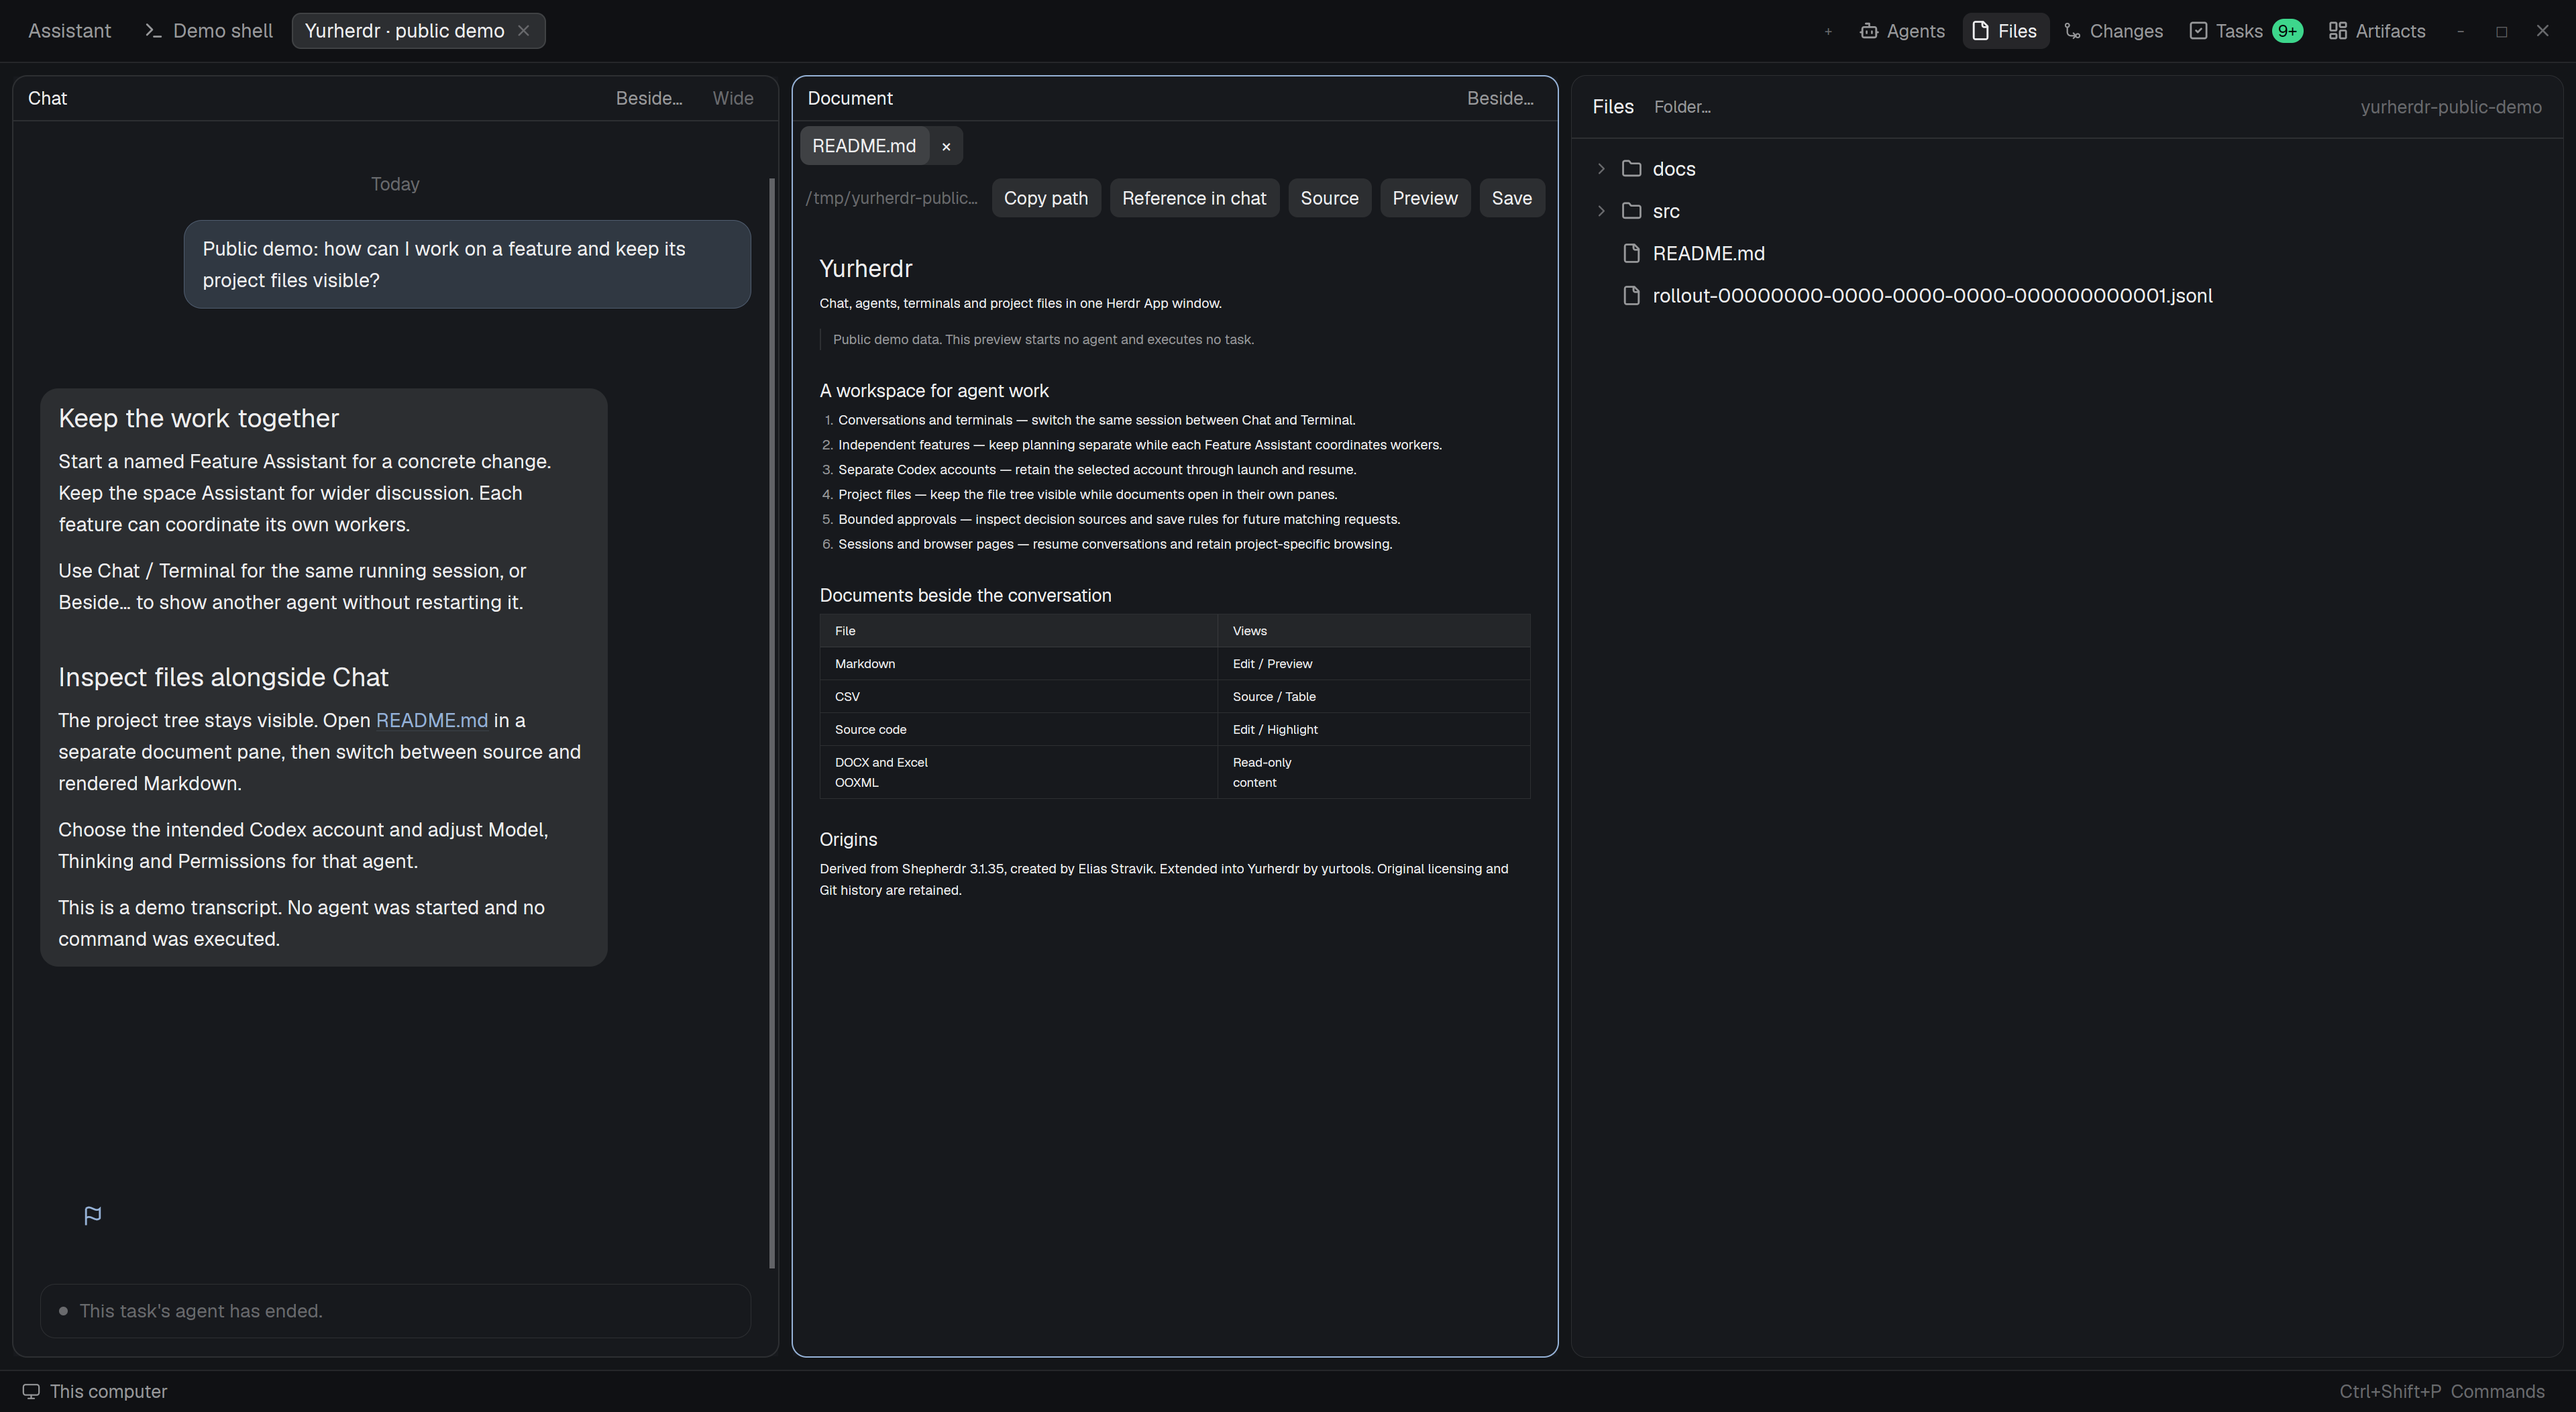 Assistant
Demo shell
Yurherdr · public demo ×
+
Agents
Files
Changes
Tasks 9+
Artifacts
Chat
Beside...
Wide
Today
Public demo: how can I work on a feature and keep its
project files visible?
Keep the work together
Start a named Feature Assistant for a concrete change.
Keep the space Assistant for wider discussion. Each
feature can coordinate its own workers.
Use Chat / Terminal for the same running session, or
Beside... to show another agent without restarting it.
Inspect files alongside Chat
The project tree stays visible. Open README.md in a
separate document pane, then switch between source and
rendered Markdown.
Choose the intended Codex account and adjust Model,
Thinking and Permissions for that agent.
This is a demo transcript. No agent was started and no
command was executed.
This task's agent has ended.
Document
Beside...
README.md ×
/tmp/yurherdr-public...
Copy path
Reference in chat
Source
Preview
Save
Yurherdr
Chat, agents, terminals and project files in one Herdr App window.
Public demo data. This preview starts no agent and executes no task.
A workspace for agent work
1. Conversations and terminals — switch the same session between Chat and Terminal.
2. Independent features — keep planning separate while each Feature Assistant coordinates workers.
3. Separate Codex accounts — retain the selected account through launch and resume.
4. Project files — keep the file tree visible while documents open in their own panes.
5. Bounded approvals — inspect decision sources and save rules for future matching requests.
6. Sessions and browser pages — resume conversations and retain project-specific browsing.
Documents beside the conversation
File Views
Markdown Edit / Preview
CSV Source / Table
Source code Edit / Highlight
DOCX and Excel Read-only
OOXML content
Origins
Derived from Shepherdr 3.1.35, created by Elias Stravik. Extended into Yurherdr by yurtools. Original licensing and
Git history are retained.
Files
Folder...
yurherdr-public-demo
docs
src
README.md
rollout-00000000-0000-0000-0000-000000000001.jsonl
This computer
Ctrl+Shift+P Commands